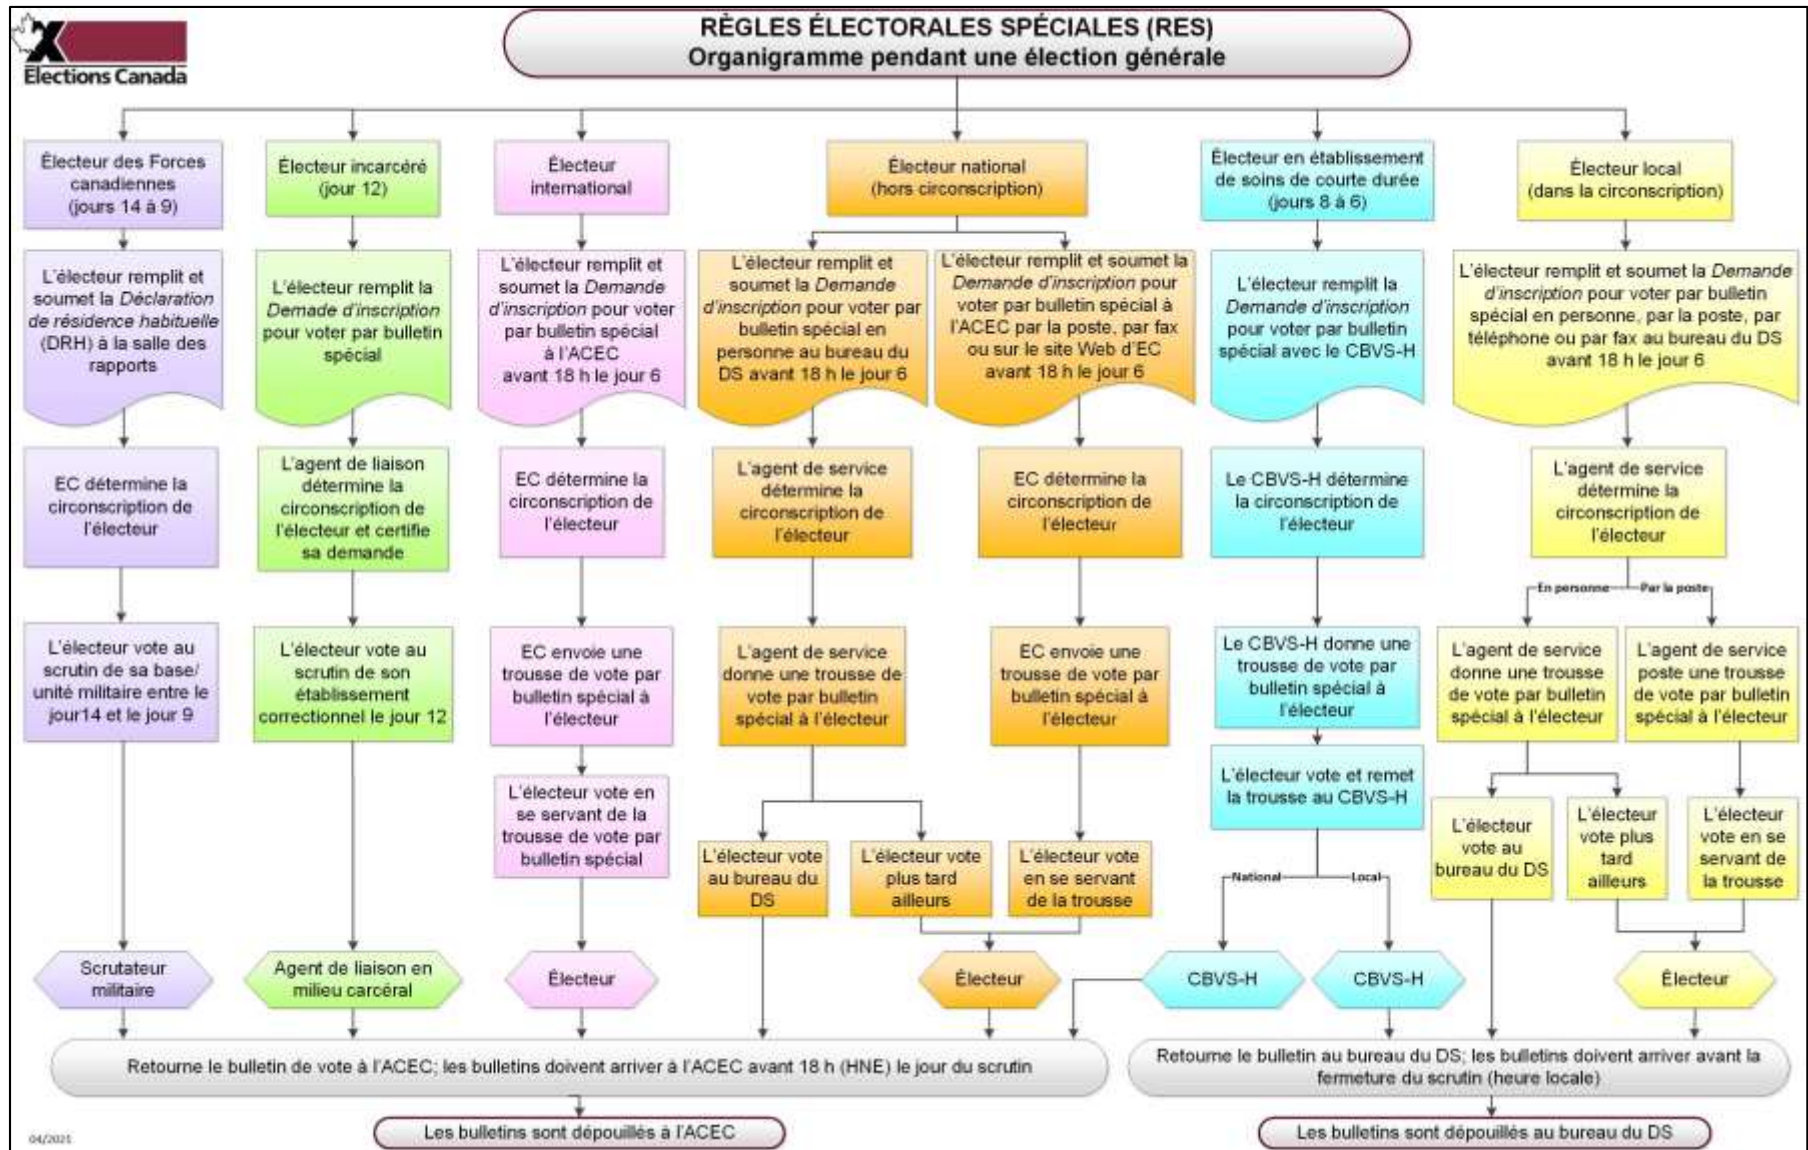 Elections Canada
RÈGLES ÉLECTORALES SPÉCIALES (RES)
Organigramme pendant une élection générale
Électeur des Forces
canadiennes
(jours 14 à 9)
Électeur incarcéré
(jour 12)
Électeur
international
Électeur national
(hors circonscription)
Électeur en établissement
de soins de courte durée
(jours 8 à 6)
Électeur local
(dans la circonscription)
L'électeur remplit et
soumet la Déclaration
de résidence habituelle
(DRH) à la salle des
rapports
L'électeur remplit la
Demade d'inscription
pour voter par bulletin
spécial
L'électeur remplit et
soumet la Demande
d'inscription pour voter
par bulletin spécial
à l'ACEC
avant 18 h le jour 6
L'électeur remplit et
soumet la Demande
d'inscription pour voter par
bulletin spécial en
personne au bureau du
DS avant 18 h le jour 6
L'électeur remplit et soumet la
Demande d'inscription pour
voter par bulletin spécial à
l'ACEC par la poste, par fax
ou sur le site Web d'EC
avant 18 h le jour 6
L'électeur remplit la
Demande d'inscription
pour voter par bulletin
spécial avec le CBVS-H
L'électeur remplit et soumet la Demande
d'inscription pour voter par bulletin
spécial en personne, par la poste, par
téléphone ou par fax au bureau du DS
avant 18 h le jour 6
EC détermine la
circonscription de
l'électeur
L'agent de liaison
détermine la
circonscription de
l'électeur et certifie
sa demande
EC détermine la
circonscription de
l'électeur
L'agent de service
détermine la
circonscription de
l'électeur
EC détermine la
circonscription de
l'électeur
Le CBVS-H détermine
la circonscription de
l'électeur
L'agent de service
détermine la
circonscription de
l'électeur
En personne
Par la poste
L'électeur vote au
scrutin de sa base/
unité militaire entre le
jour14 et le jour 9
L'électeur vote au
scrutin de son
établissement
correctionnel le jour 12
EC envoie une
trousse de vote par
bulletin spécial à
l'électeur
L'agent de service
donne une trousse de
vote par bulletin
spécial à l'électeur
EC envoie une
trousse de vote par
bulletin spécial à
l'électeur
Le CBVS-H donne une
trousse de vote par
bulletin spécial à
l'électeur
L'agent de service
donne une trousse
de vote par bulletin
spécial à l'électeur
L'agent de service
poste une trousse
de vote par bulletin
spécial à l'électeur
L'électeur vote en
se servant de la
trousse de vote par
bulletin spécial
L'électeur vote et remet
la trousse au CBVS-H
L'électeur vote
au bureau du
DS
L'électeur vote
plus tard
ailleurs
L'électeur vote
en se servant
de la trousse
National
Local
L'électeur
vote au
bureau du DS
L'électeur
vote plus
tard
ailleurs
L'électeur
vote en se
servant de
la trousse
Scrutateur
militaire
Agent de liaison en
milieu carcéral
Électeur
Électeur
CBVS-H
CBVS-H
Électeur
Retourne le bulletin de vote à l'ACEC; les bulletins doivent arriver à l'ACEC avant 18 h (HNE) le jour du scrutin
Retourne le bulletin au bureau du DS; les bulletins doivent arriver avant la
fermeture du scrutin (heure locale)
Les bulletins sont dépouillés à l'ACEC
Les bulletins sont dépouillés au bureau du DS